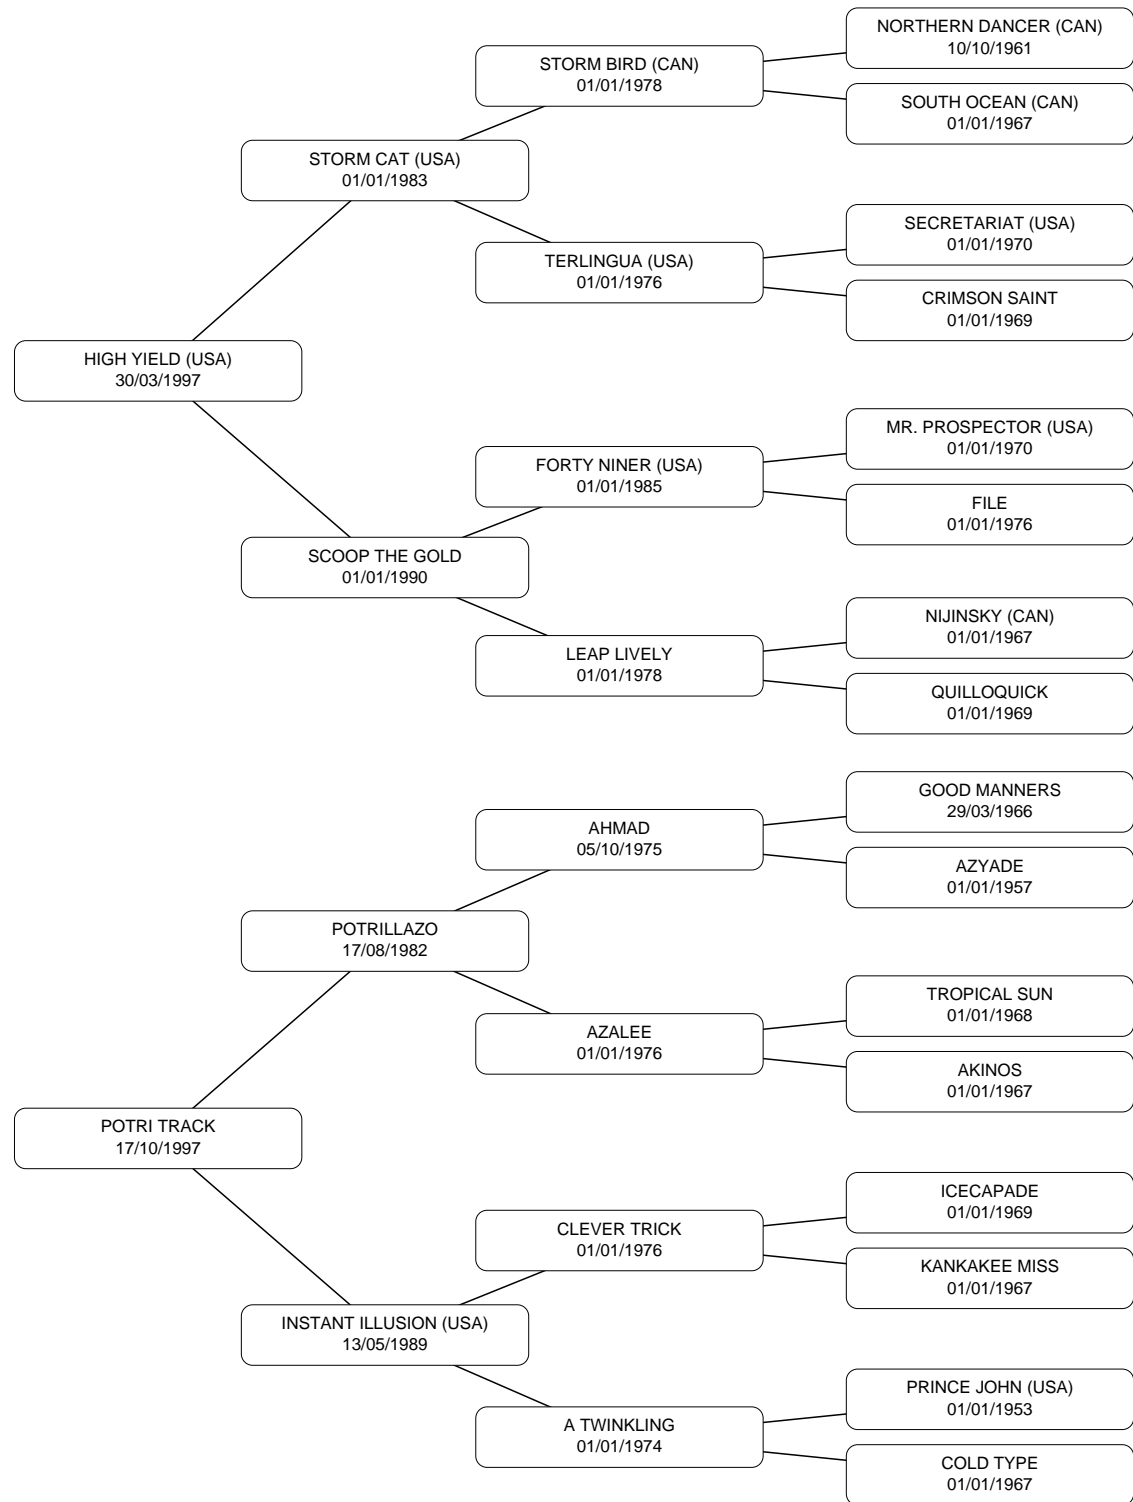 NORTHERN DANCER (CAN)
10/10/1961
STORM BIRD (CAN)
01/01/1978
SOUTH OCEAN (CAN)
01/01/1967
STORM CAT (USA)
01/01/1983
SECRETARIAT (USA)
01/01/1970
TERLINGUA (USA)
01/01/1976
CRIMSON SAINT
01/01/1969
HIGH YIELD (USA)
30/03/1997
MR. PROSPECTOR (USA)
01/01/1970
FORTY NINER (USA)
01/01/1985
FILE
01/01/1976
SCOOP THE GOLD
01/01/1990
NIJINSKY (CAN)
01/01/1967
LEAP LIVELY
01/01/1978
QUILLOQUICK
01/01/1969
GOOD MANNERS
29/03/1966
AHMAD
05/10/1975
AZYADE
01/01/1957
POTRILLAZO
17/08/1982
TROPICAL SUN
01/01/1968
AZALEE
01/01/1976
AKINOS
01/01/1967
POTRI TRACK
17/10/1997
ICECAPADE
01/01/1969
CLEVER TRICK
01/01/1976
KANKAKEE MISS
01/01/1967
INSTANT ILLUSION (USA)
13/05/1989
PRINCE JOHN (USA)
01/01/1953
A TWINKLING
01/01/1974
COLD TYPE
01/01/1967